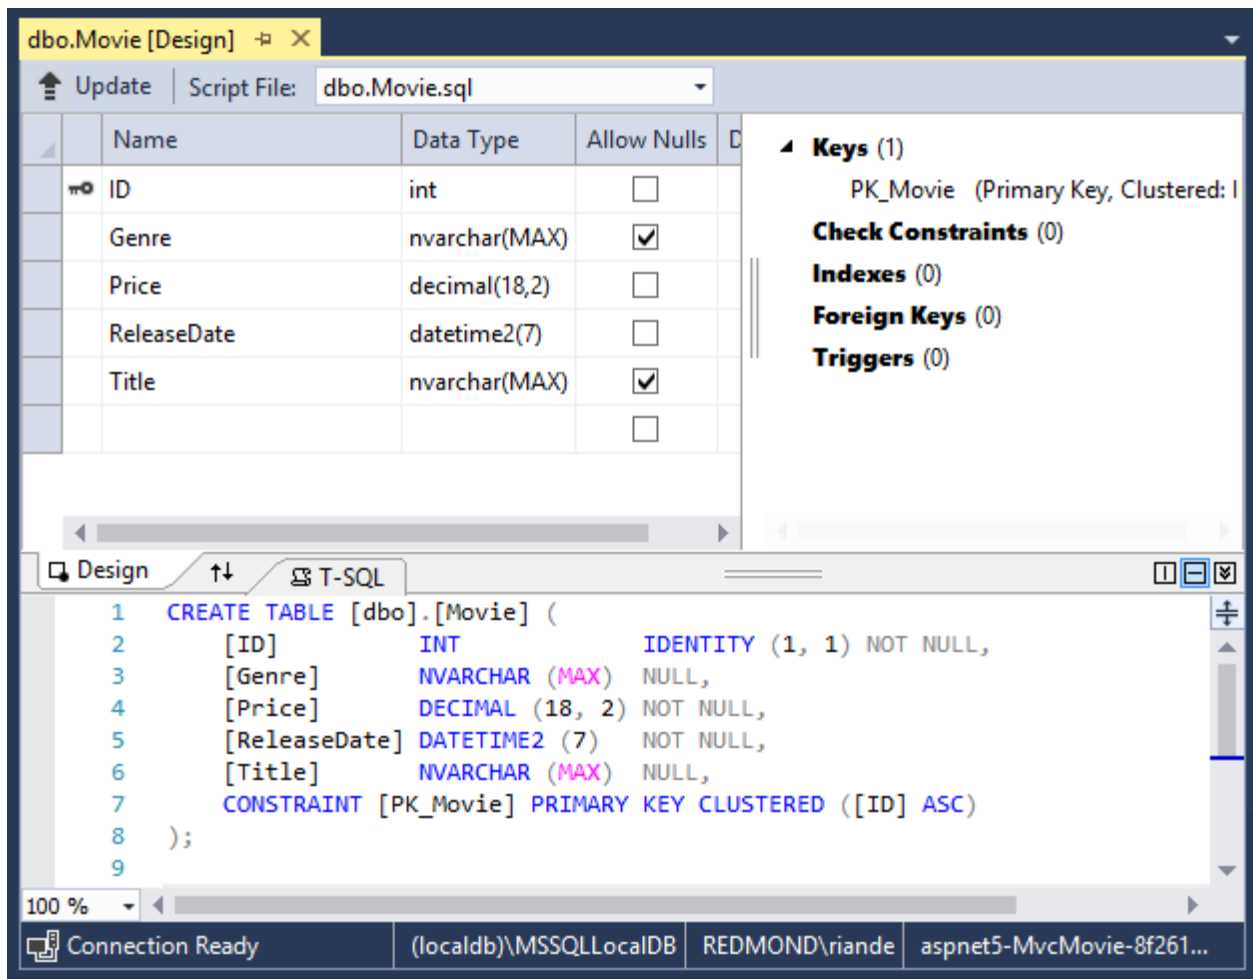 dbo.Movie [Design]
Update Script File: dbo.Movie.sql
Name Data Type Allow Nulls D
ID int
Genre nvarchar(MAX)
Price decimal(18,2)
ReleaseDate datetime2(7)
Title nvarchar(MAX)
Keys (1)
PK_Movie (Primary Key, Clustered: I
Check Constraints (0)
Indexes (0)
Foreign Keys (0)
Triggers (0)
Design T-SQL
1 CREATE TABLE [dbo].[Movie] (
2 [ID] INT IDENTITY (1, 1) NOT NULL,
3 [Genre] NVARCHAR (MAX) NULL,
4 [Price] DECIMAL (18, 2) NOT NULL,
5 [ReleaseDate] DATETIME2 (7) NOT NULL,
6 [Title] NVARCHAR (MAX) NULL,
7 CONSTRAINT [PK_Movie] PRIMARY KEY CLUSTERED ([ID] ASC)
8 );
9
100 %
Connection Ready (localdb)\MSSQLLocalDB REDMOND\riande aspnet5-MvcMovie-8f261...